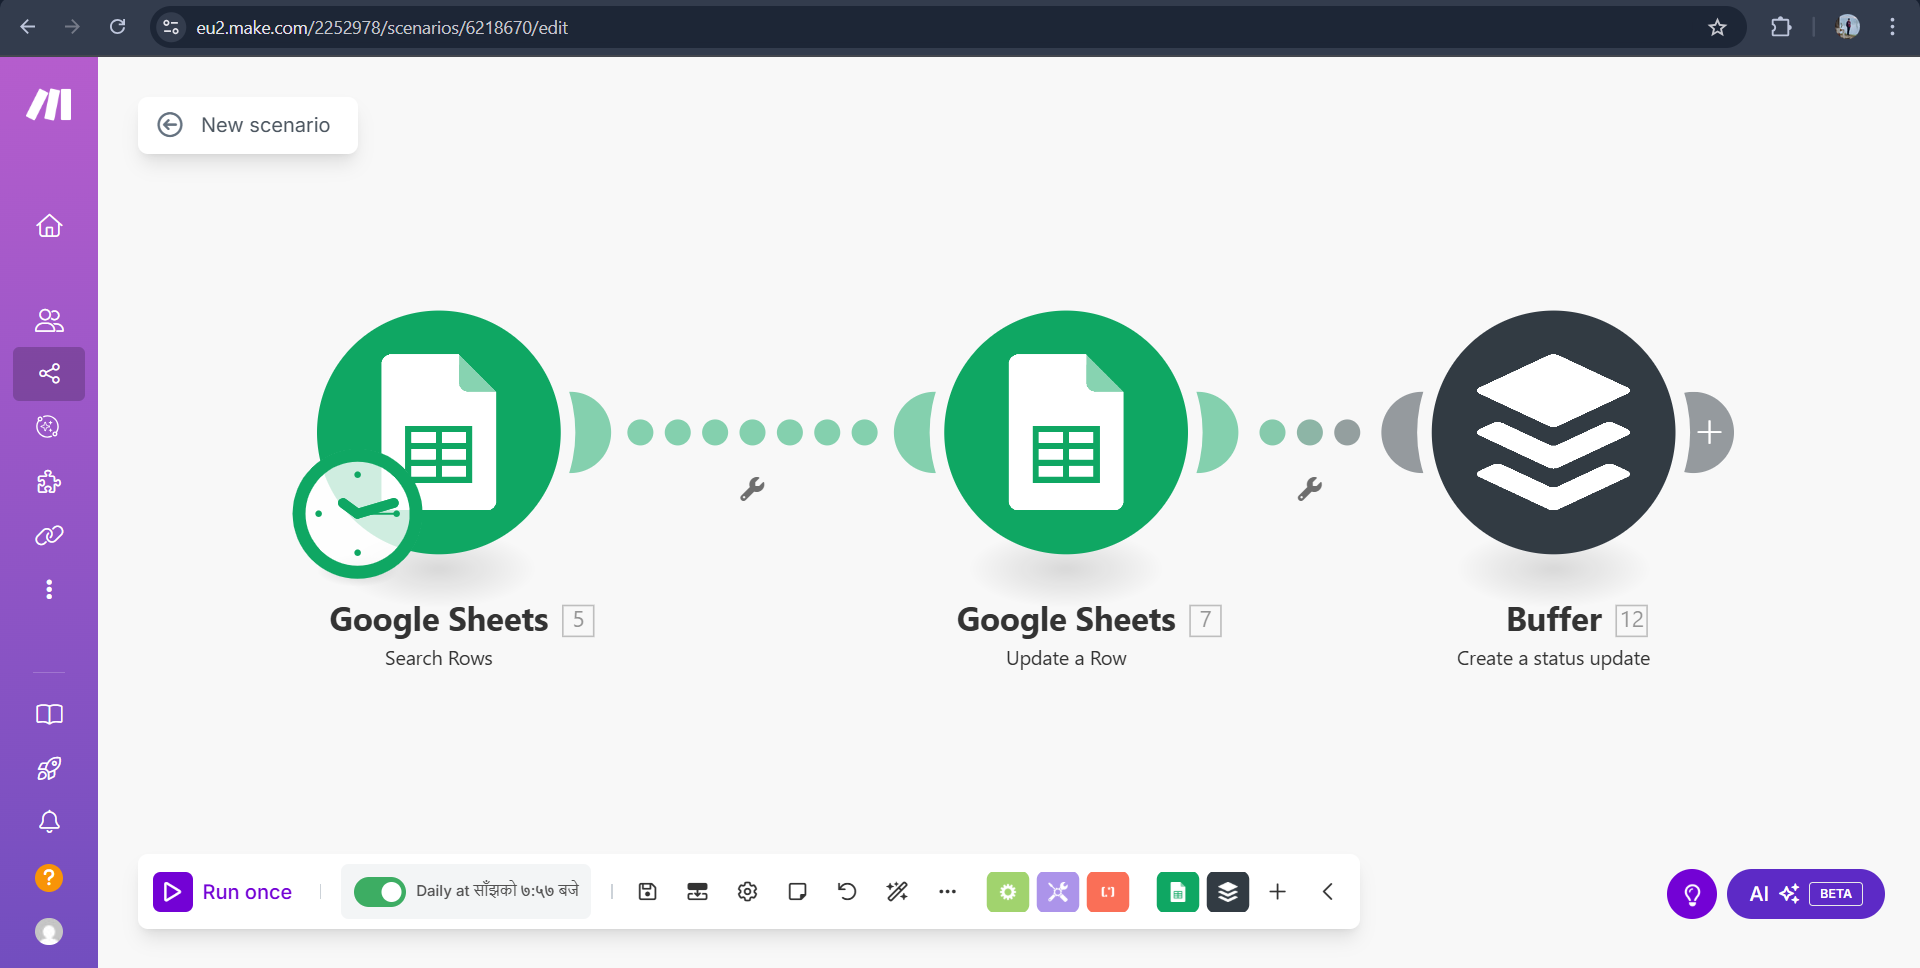 eu2.make.com/2252978/scenarios/6218670/edit
New scenario
Google Sheets 5
Search Rows
Google Sheets 7
Update a Row
Buffer 12
Create a status update
Run once
Daily at साँझको ७:५७ बजे
AI BETA